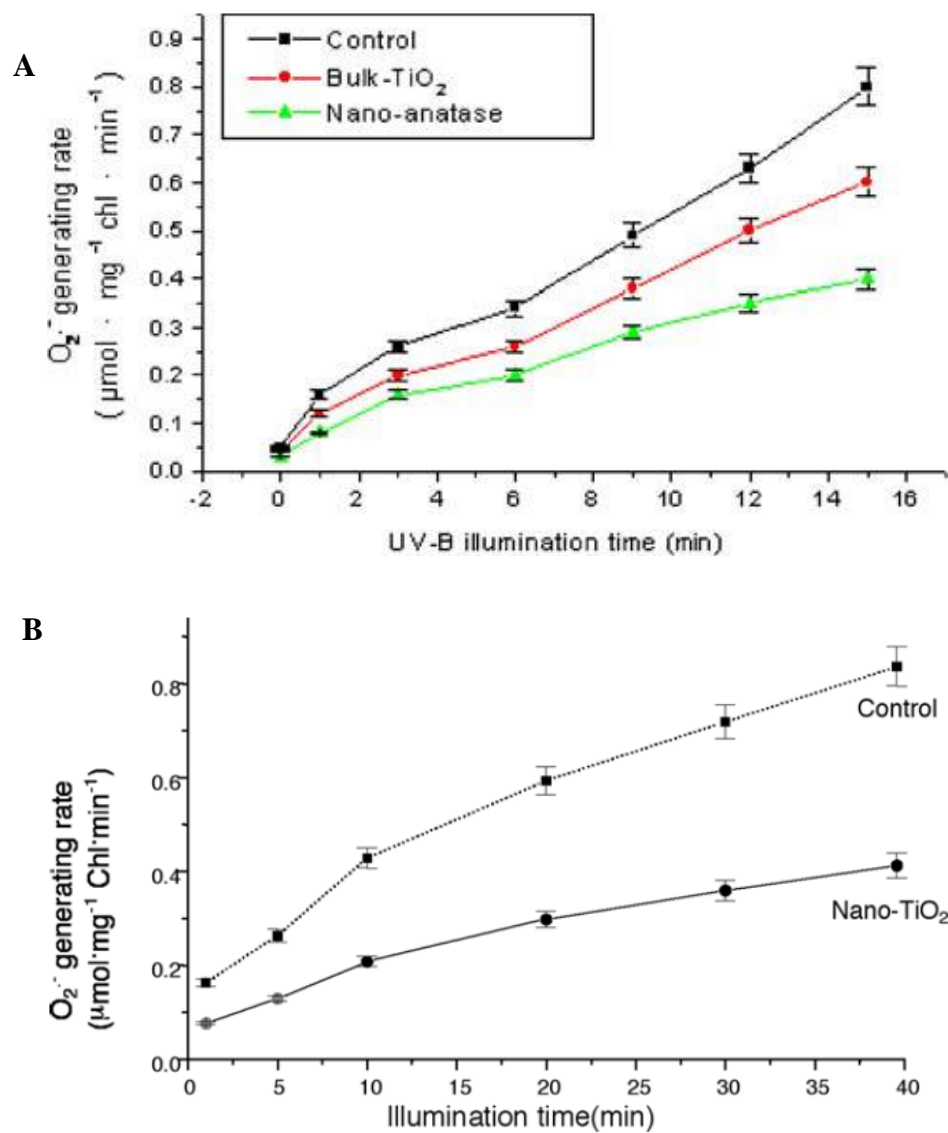 A
Control
Bulk-TiO₂
Nano-anatase
O₂·⁻ generating rate
( µmol · mg⁻¹ chl · min⁻¹)
0.9
0.8
0.7
0.6
0.5
0.4
0.3
0.2
0.1
0.0
-2 0 2 4 6 8 10 12 14 16
UV-B illumination time (min)
B
O₂·⁻ generating rate
(µmol·mg⁻¹ Chl·min⁻¹)
0.8
0.6
0.4
0.2
0.0
Control
Nano-TiO₂
0 5 10 15 20 25 30 35 40
Illumination time(min)